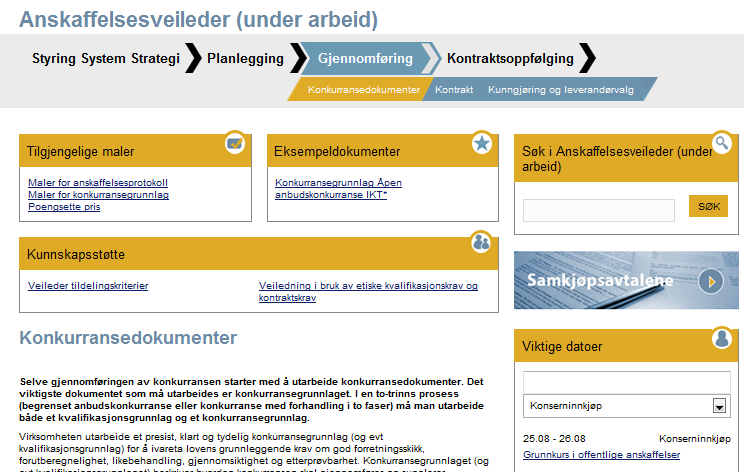 Anskaffelsesveileder (under arbeid)
Styring System Strategi
Planlegging
Gjennomføring
Kontraktsoppfølging
Konkurransedokumenter
Kontrakt
Kunngjøring og leverandørvalg
Tilgjengelige maler
Maler for anskaffelsesprotokoll
Maler for konkurransegrunnlag
Poengsette pris
Eksempeldokumenter
Konkurransegrunnlag Åpen
anbudskonkurranse IKT*
Søk i Anskaffelsesveileder (under
arbeid)
SØK
Kunnskapsstøtte
Veileder tildelingskriterier
Veiledning i bruk av etiske kvalifikasjonskrav og
kontraktskrav
Samkjøpsavtalene
Konkurransedokumenter
Selve gjennomføringen av konkurransen starter med å utarbeide konkurransedokumenter. Det
viktigste dokumentet som må utarbeides er konkurransegrunnlaget. I en to-trinns prosess
(begrenset anbudskonkurranse eller konkurranse med forhandling i to faser) må man utarbeide
både et kvalifikasjonsgrunnlag og et konkurransegrunnlag.
Virksomheten utarbeide et presist, klart og tydelig konkurransegrunnlag (og evt
kvalifikasjonsgrunnlag) for å ivareta lovens grunnleggende krav om god forretningsskikk,
forutberegnelighet, likebehandling, gjennomsiktighet og etterprøvbarhet. Konkurransegrunnlaget (og
Viktige datoer
Konserninnkjøp
25.08 - 26.08 Konserninnkjøp
Grunnkurs i offentlige anskaffelser